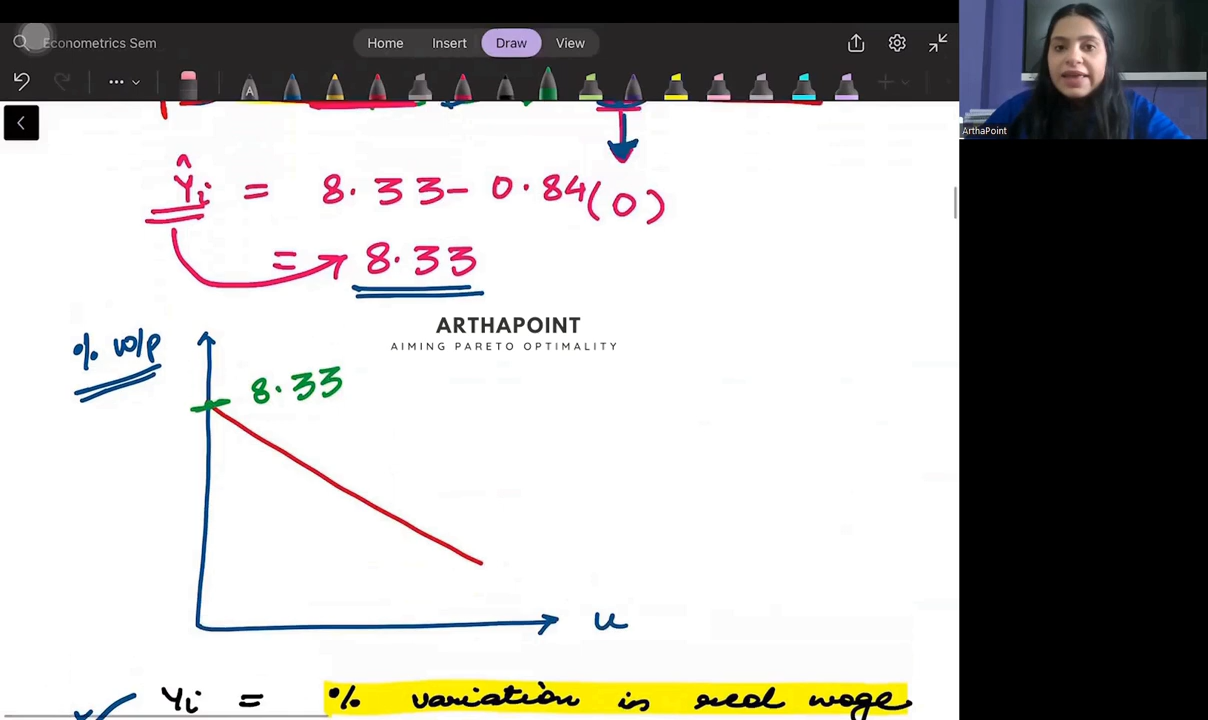 Econometrics Sem
Home Insert Draw View
ArthaPoint
Ŷi = 8.33 - 0.84(0)
= 8.33
ARTHAPOINT
AIMING PARETO OPTIMALITY
% w/p
8.33
u
Yi = % variation in real wage